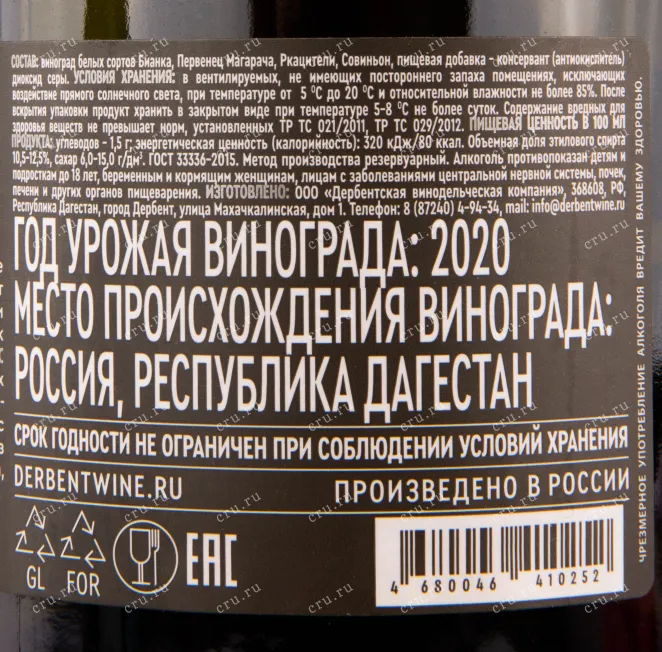 СОСТАВ: виноград белых сортов Бианка, Первенец Магарача, Ркацители, Совиньон, пищевая добавка - консервант (антиокислитель)
диоксид серы. УСЛОВИЯ ХРАНЕНИЯ: в вентилируемых, не имеющих постороннего запаха помещениях, исключающих
воздействие прямого солнечного света, при температуре от 5 °С до 20 °С и относительной влажности не более 85%. После
вскрытия упаковки продукт хранить в закрытом виде при температуре 5-8 °С не более суток. Содержание вредных для
здоровья веществ не превышает норм, установленных ТР ТС 021/2011, ТР ТС 029/2012. ПИЩЕВАЯ ЦЕННОСТЬ В 100 МЛ
ПРОДУКТА: углеводов - 1,5 г; энергетическая ценность (калорийность): 320 кДж/80 ккал. Объемная доля этилового спирта
10,5-12,5%, сахар 6,0-15,0 г/дм³. ГОСТ 33336-2015. Метод производства резервуарный. Алкоголь противопоказан детям и
подросткам до 18 лет, беременным и кормящим женщинам, лицам с заболеваниями центральной нервной системы, почек,
печени и других органов пищеварения. ИЗГОТОВЛЕНО: ООО «Дербентская винодельческая компания», 368608, РФ,
Республика Дагестан, город Дербент, улица Махачкалинская, дом 1. Телефон: 8 (87240) 4-94-34, mail: info@derbentwine.ru
ГОД УРОЖАЯ ВИНОГРАДА: 2020
МЕСТО ПРОИСХОЖДЕНИЯ ВИНОГРАДА:
РОССИЯ, РЕСПУБЛИКА ДАГЕСТАН
СРОК ГОДНОСТИ НЕ ОГРАНИЧЕН ПРИ СОБЛЮДЕНИИ УСЛОВИЙ ХРАНЕНИЯ
DERBENTWINE.RU ПРОИЗВЕДЕНО В РОССИИ
GL FOR EAC
4 680046 410252
ЧРЕЗМЕРНОЕ УПОТРЕБЛЕНИЕ АЛКОГОЛЯ ВРЕДИТ ВАШЕМУ ЗДОРОВЬЮ.
cru.ru